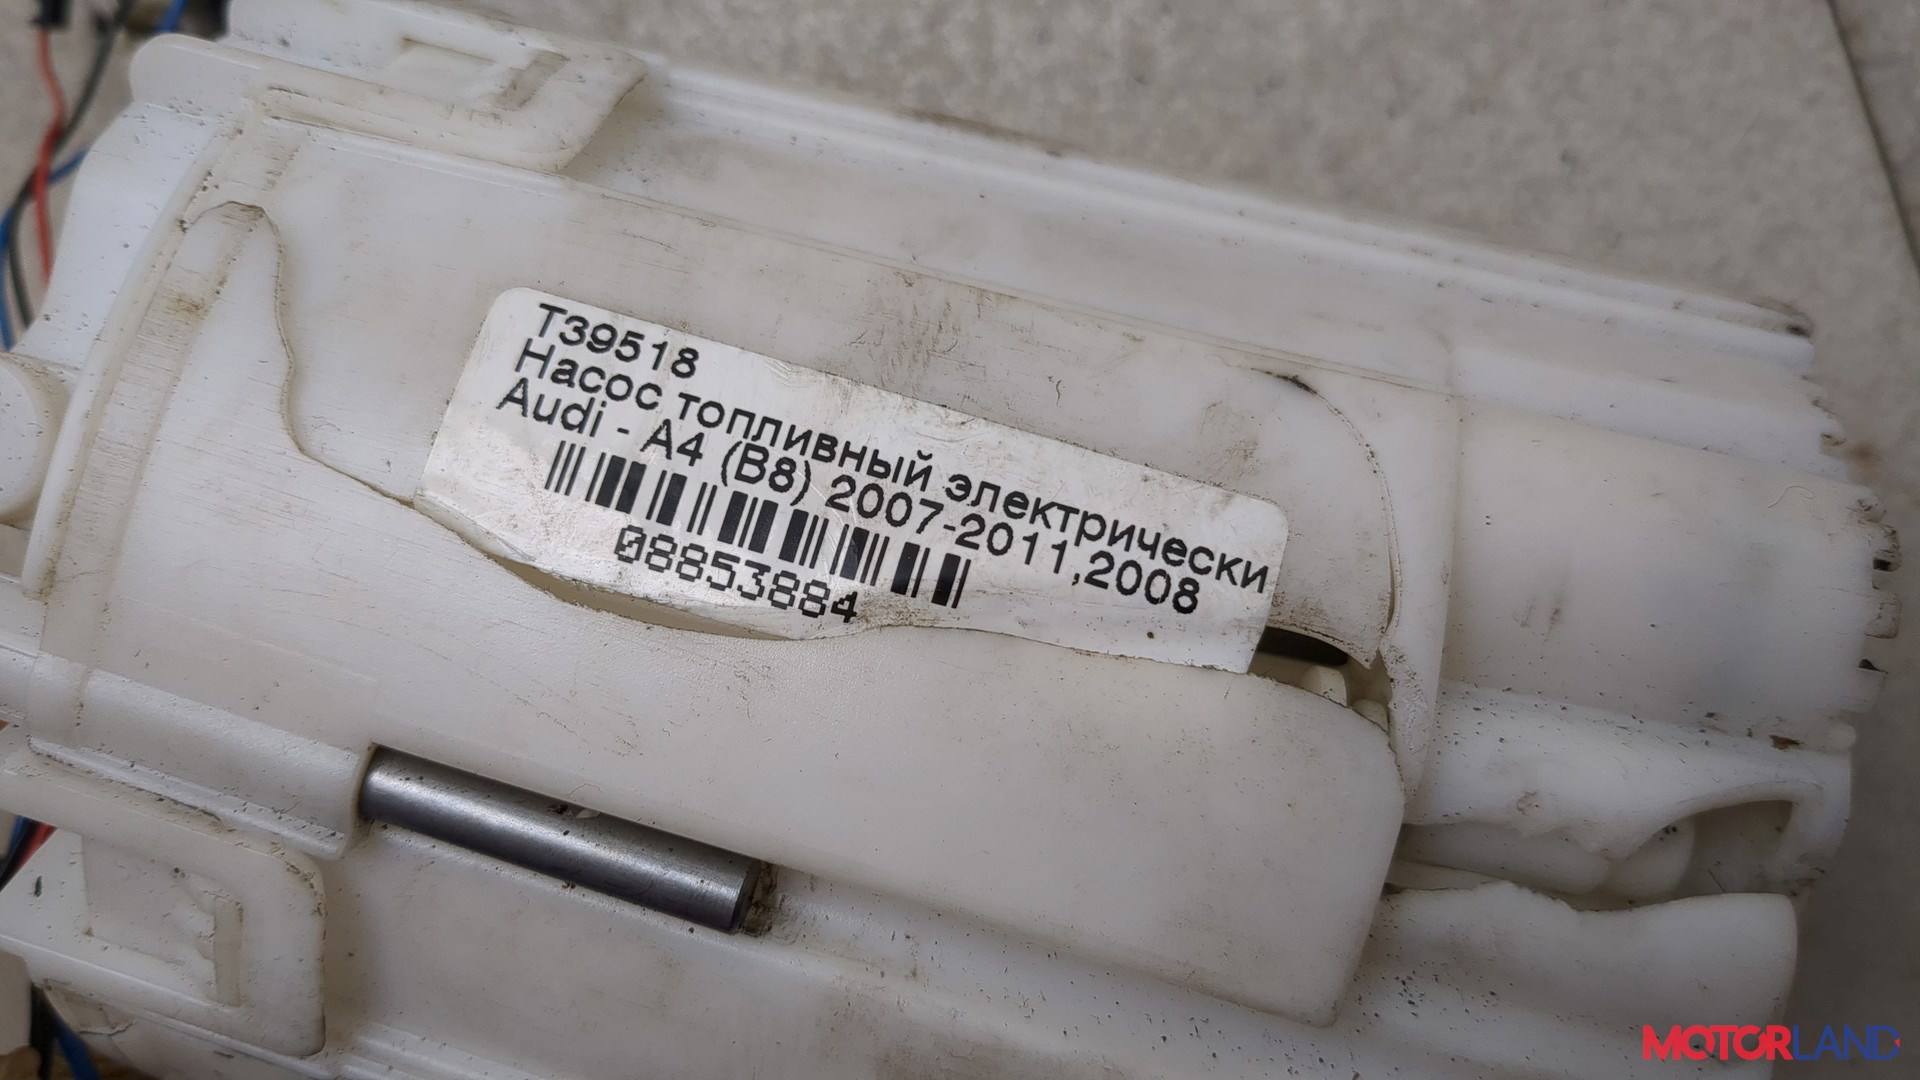 T39518
Насос топливный электрически
Audi - A4 (B8) 2007-2011,2008
08853884
MOTORLAND